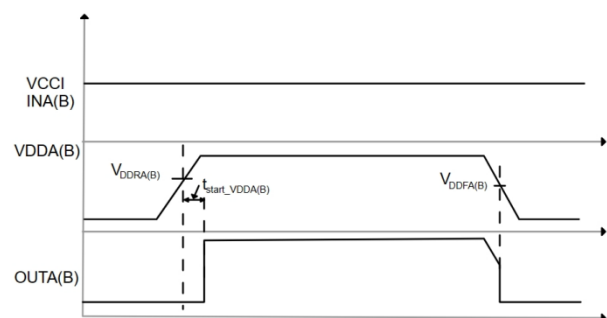 VCCI
INA(B)
VDDA(B)
VDDRA(B)
tstart_VDDA(B)
VDDFA(B)
OUTA(B)